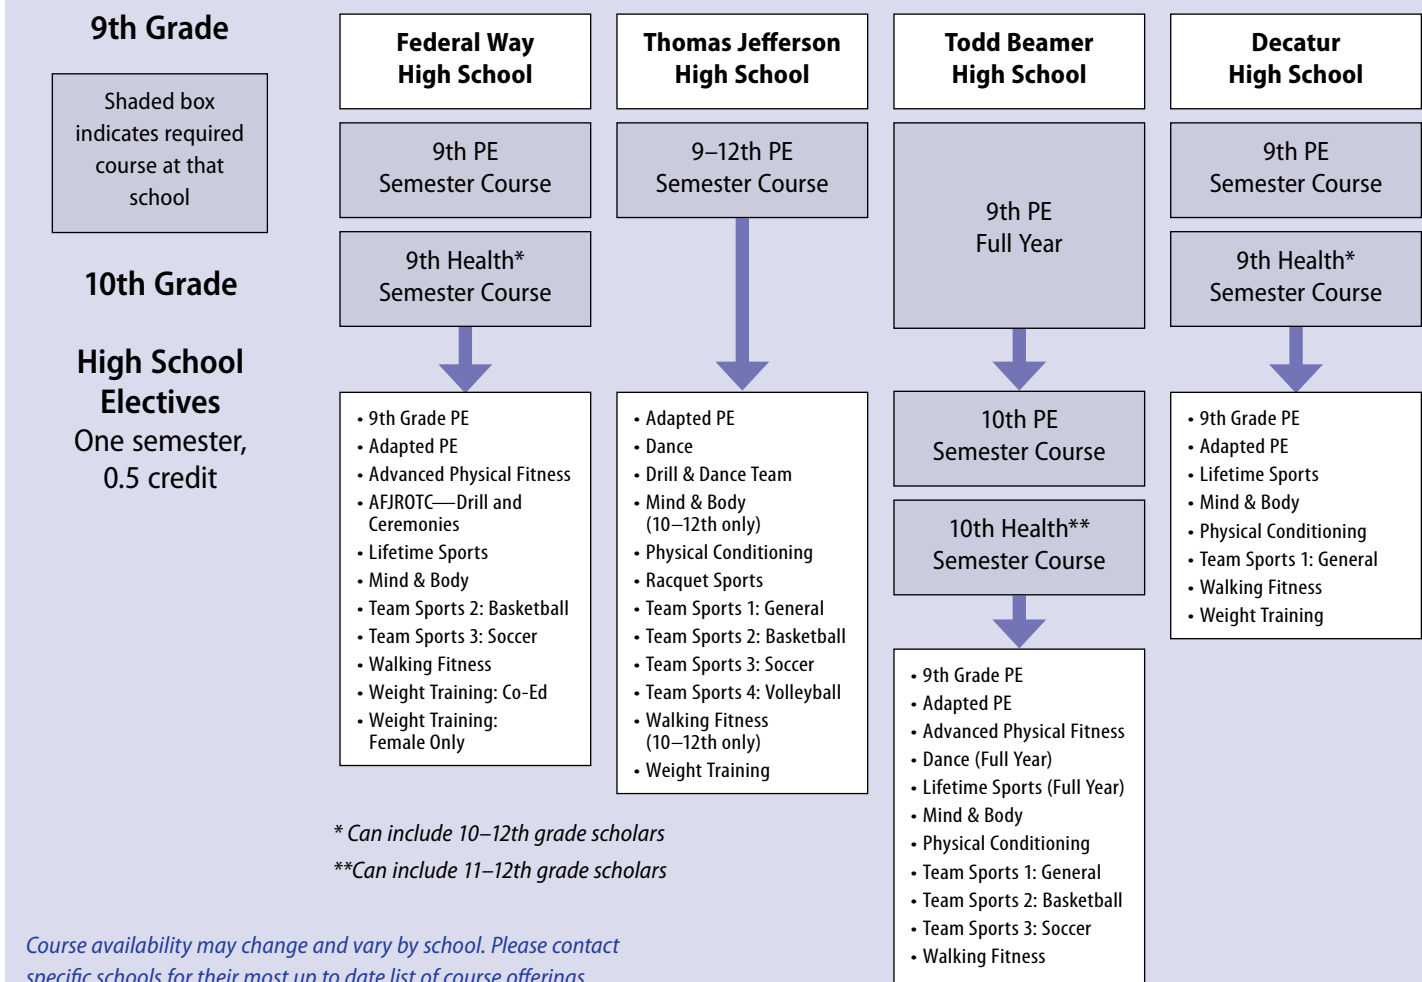 9th Grade
Shaded box
indicates required
course at that
school
10th Grade
High School
Electives
One semester,
0.5 credit
Federal Way
High School
9th PE
Semester Course
9th Health*
Semester Course
• 9th Grade PE
• Adapted PE
• Advanced Physical Fitness
• AFJROTC—Drill and
Ceremonies
• Lifetime Sports
• Mind & Body
• Team Sports 2: Basketball
• Team Sports 3: Soccer
• Walking Fitness
• Weight Training: Co-Ed
• Weight Training:
Female Only
Thomas Jefferson
High School
9–12th PE
Semester Course
• Adapted PE
• Dance
• Drill & Dance Team
• Mind & Body
(10–12th only)
• Physical Conditioning
• Racquet Sports
• Team Sports 1: General
• Team Sports 2: Basketball
• Team Sports 3: Soccer
• Team Sports 4: Volleyball
• Walking Fitness
(10–12th only)
• Weight Training
Todd Beamer
High School
9th PE
Full Year
10th PE
Semester Course
10th Health**
Semester Course
• 9th Grade PE
• Adapted PE
• Advanced Physical Fitness
• Dance (Full Year)
• Lifetime Sports (Full Year)
• Mind & Body
• Physical Conditioning
• Team Sports 1: General
• Team Sports 2: Basketball
• Team Sports 3: Soccer
• Walking Fitness
Decatur
High School
9th PE
Semester Course
9th Health*
Semester Course
• 9th Grade PE
• Adapted PE
• Lifetime Sports
• Mind & Body
• Physical Conditioning
• Team Sports 1: General
• Walking Fitness
• Weight Training
* Can include 10–12th grade scholars
**Can include 11–12th grade scholars
Course availability may change and vary by school. Please contact
specific schools for their most up to date list of course offerings